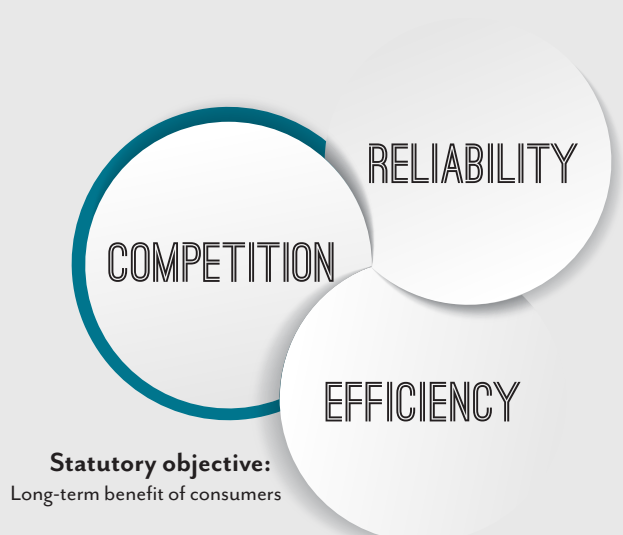 RELIABILITY
COMPETITION
EFFICIENCY
Statutory objective:
Long-term benefit of consumers